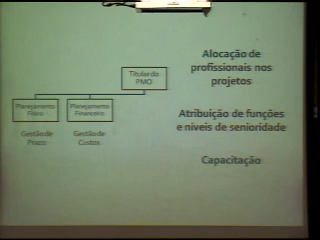 Titular do
PMO
Planejamento
Físico
Planejamento
Financeiro
Gestão de
Prazo
Gestão de
Custos
Alocação de
profissionais nos
projetos
Atribuição de funções
e níveis de senioridade
Capacitação